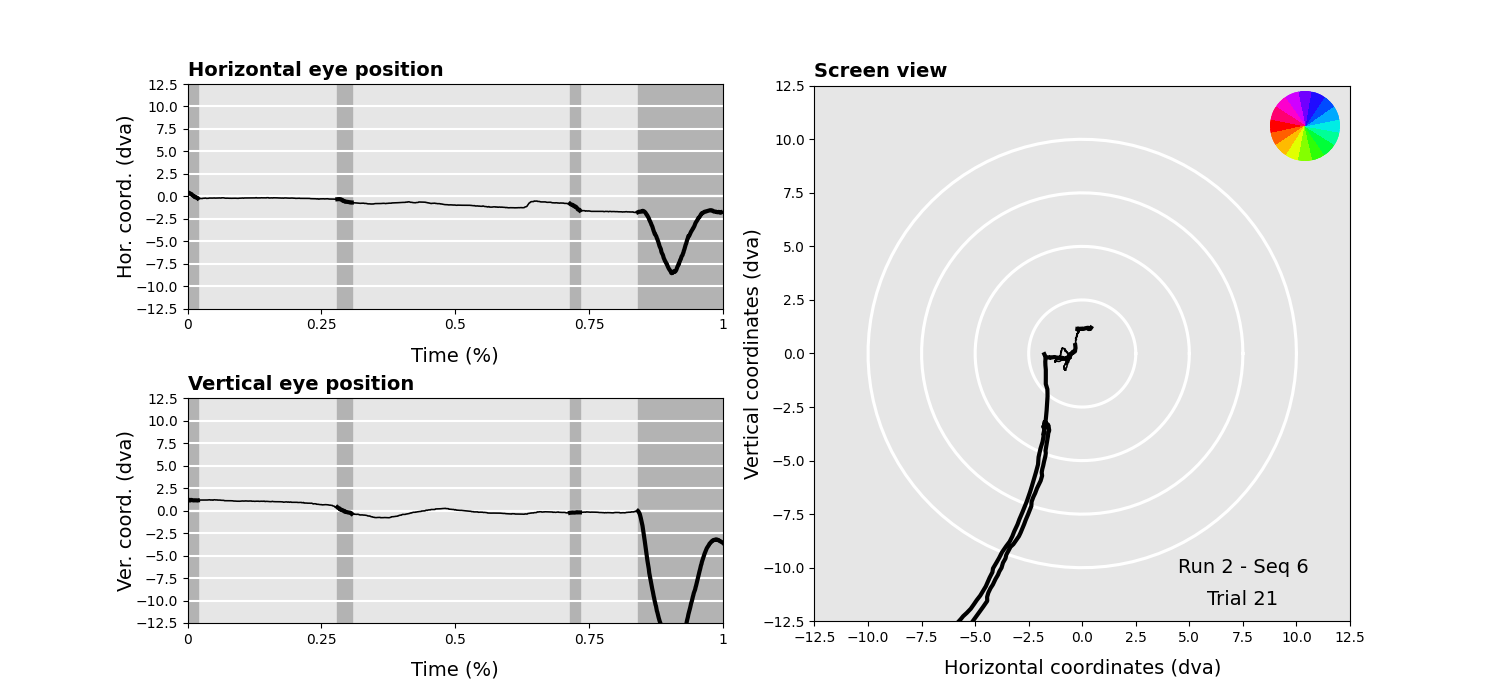 Horizontal eye position
Hor. coord. (dva)
12.5
10.0
7.5
5.0
2.5
0.0
−2.5
−5.0
−7.5
−10.0
−12.5
0 0.25 0.5 0.75 1
Time (%)
Vertical eye position
Ver. coord. (dva)
12.5
10.0
7.5
5.0
2.5
0.0
−2.5
−5.0
−7.5
−10.0
−12.5
0 0.25 0.5 0.75 1
Time (%)
Screen view
Vertical coordinates (dva)
12.5
10.0
7.5
5.0
2.5
0.0
−2.5
−5.0
−7.5
−10.0
−12.5
Run 2 - Seq 6
Trial 21
−12.5 −10.0 −7.5 −5.0 −2.5 0.0 2.5 5.0 7.5 10.0 12.5
Horizontal coordinates (dva)